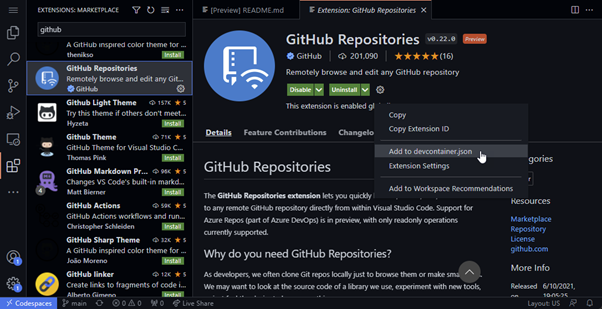 EXTENSIONS: MARKETPLACE
github
A GitHub inspired color theme for ...
thenikso
Install
GitHub Repositories
Remotely browse and edit any Git...
GitHub
GitHub Light Theme 157K 5
Try this theme if others don't meet...
Hyzeta
Install
Github Theme 71K 5
GitHub Theme for Visual Studio C...
Thomas Pink
Install
GitHub Markdown Pr... 5
Changes VS Code's built-in markd...
Matt Bierner
Install
GitHub Actions 5
GitHub Actions workflows and run...
Christopher Schleiden
Install
GitHub Sharp Theme 31K 5
A GitHub inspired color theme for ...
João Moreno
Install
GitHub linker 5
Create links to fragments of code i...
Alberto Gimeno
Install
[Preview] README.md
Extension: GitHub Repositories
GitHub Repositories v0.22.0 Preview
GitHub 201,090 (16)
Remotely browse and edit any GitHub repository
Disable Uninstall
This extension is enabled glob
Details Feature Contributions Changelo
Copy
Copy Extension ID
Add to devcontainer.json
Extension Settings
Add to Workspace Recommendations
GitHub Repositories
The GitHub Repositories extension lets you quickly
to any remote GitHub repository directly from within Visual Studio Code. Support for
Azure Repos (part of Azure DevOps) is in preview, with only readonly operations
currently supported.
Why do you need GitHub Repositories?
As developers, we often clone Git repos locally just to browse them or make sma
We may want to look at the source code of a library we use, experiment with new tools,
egories
Resources
Marketplace
Repository
License
github.com
More Info
Released 6/10/2021,
on 19:05:25
Codespaces main 0 0 0 Live Share Layout: US